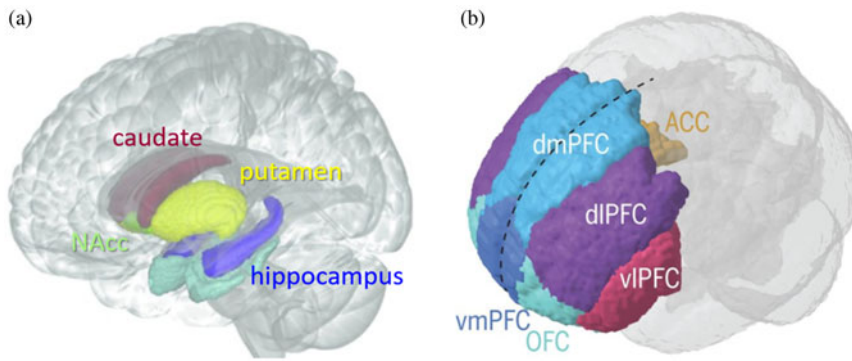 (a)
caudate
putamen
NAcc
hippocampus
(b)
ACC
dmPFC
dlPFC
vlPFC
vmPFC
OFC